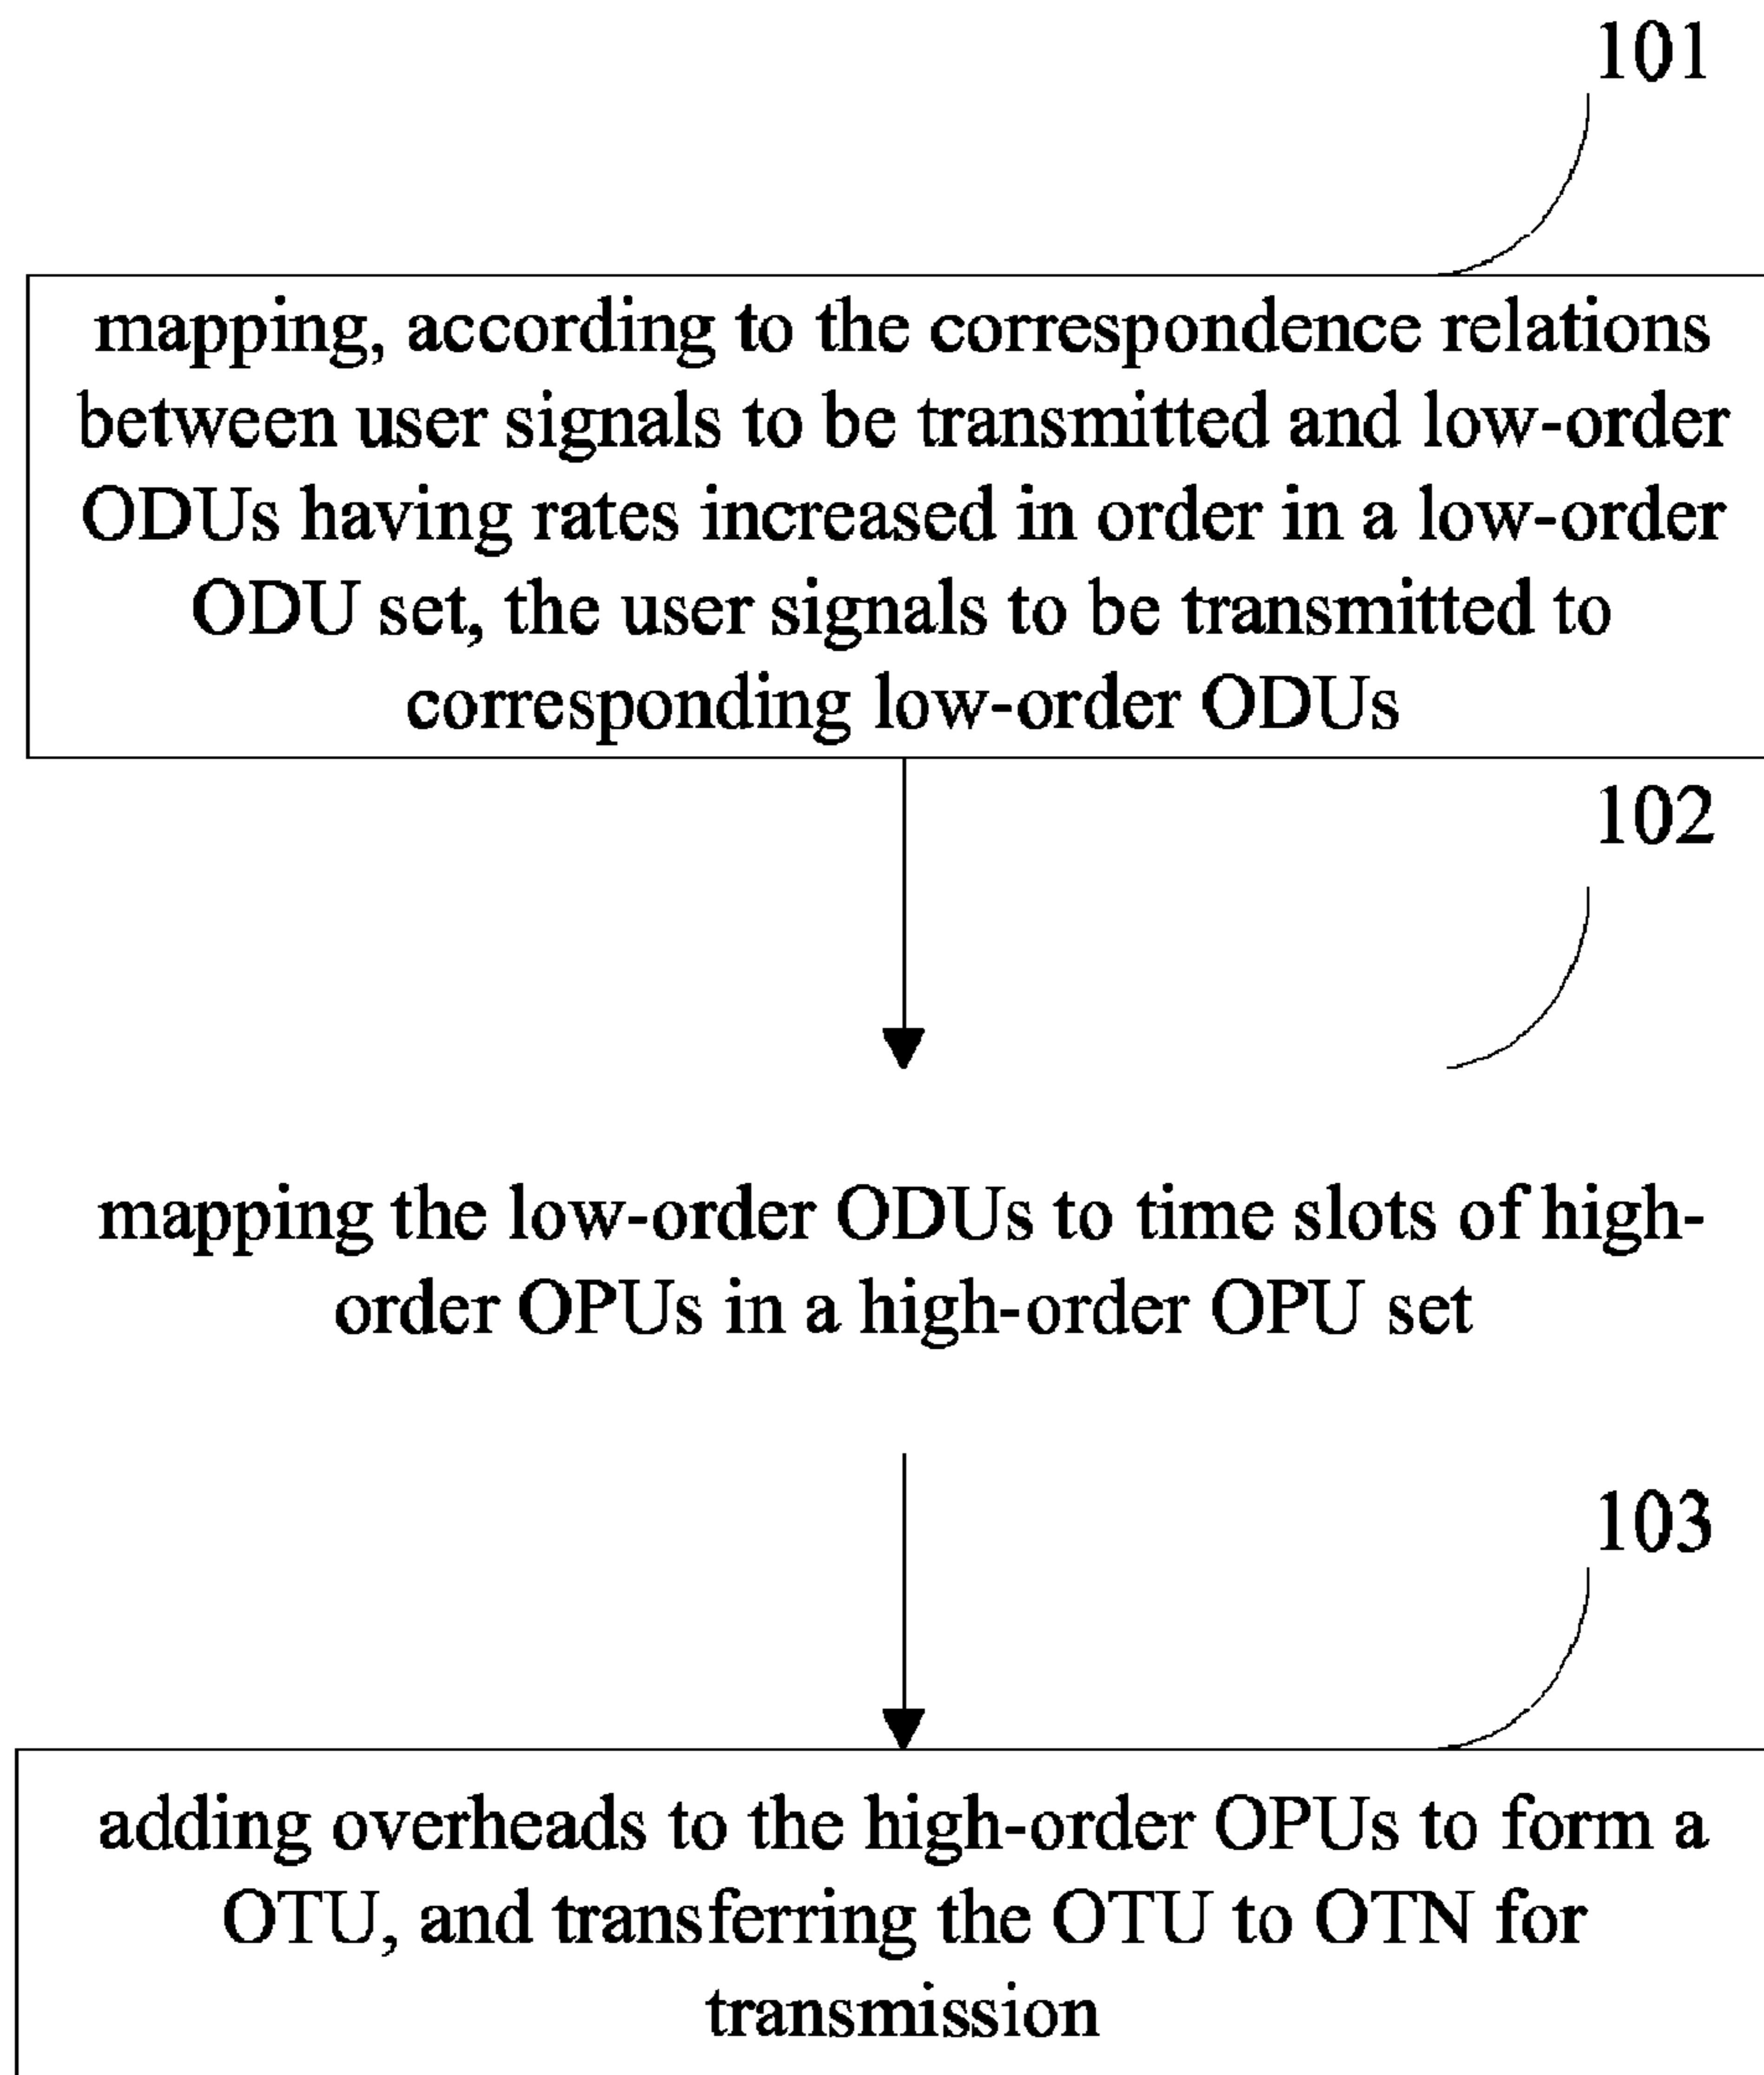 101
mapping, according to the correspondence relations
between user signals to be transmitted and low-order
ODUs having rates increased in order in a low-order
ODU set, the user signals to be transmitted to
corresponding low-order ODUs
102
mapping the low-order ODUs to time slots of high-
order OPUs in a high-order OPU set
103
adding overheads to the high-order OPUs to form a
OTU, and transferring the OTU to OTN for
transmission